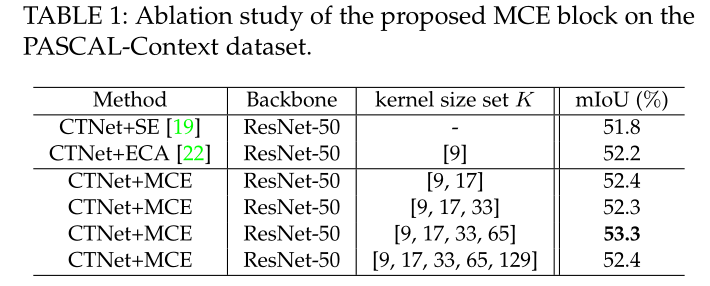 TABLE 1: Ablation study of the proposed MCE block on the
PASCAL-Context dataset.
Method Backbone kernel size set K mIoU (%)
CTNet+SE [19] ResNet-50 - 51.8
CTNet+ECA [22] ResNet-50 [9] 52.2
CTNet+MCE ResNet-50 [9, 17] 52.4
CTNet+MCE ResNet-50 [9, 17, 33] 52.3
CTNet+MCE ResNet-50 [9, 17, 33, 65] 53.3
CTNet+MCE ResNet-50 [9, 17, 33, 65, 129] 52.4